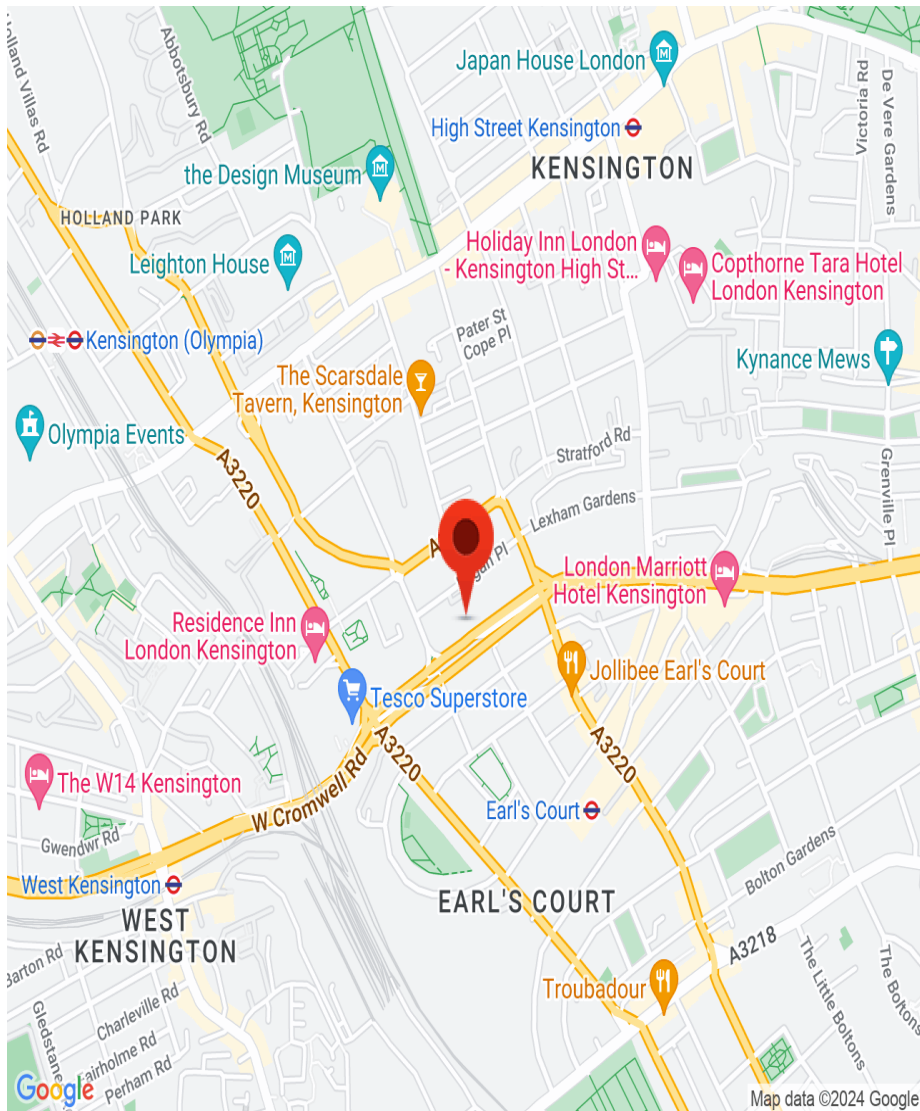 Holland Villas Rd
Abbotsbury Rd
Japan House London
High Street Kensington
KENSINGTON
Victoria Rd
De Vere Gardens
the Design Museum
HOLLAND PARK
Leighton House
Holiday Inn London
- Kensington High St...
Copthorne Tara Hotel
London Kensington
Kensington (Olympia)
Pater St
Cope Pl
Kynance Mews
The Scarsdale
Tavern, Kensington
Olympia Events
A3220
Stratford Rd
Lexham Gardens
Grenville Pl
London Marriott
Hotel Kensington
Residence Inn
London Kensington
Jollibee Earl's Court
Tesco Superstore
A3220
A3220
The W14 Kensington
W Cromwell Rd
Gwendwr Rd
Earl's Court
West Kensington
WEST
KENSINGTON
EARL'S COURT
Bolton Gardens
A3218
Barton Rd
Troubadour
The Little Boltons
The Boltons
Charleville Rd
Perham Rd
Google
Map data ©2024 Google